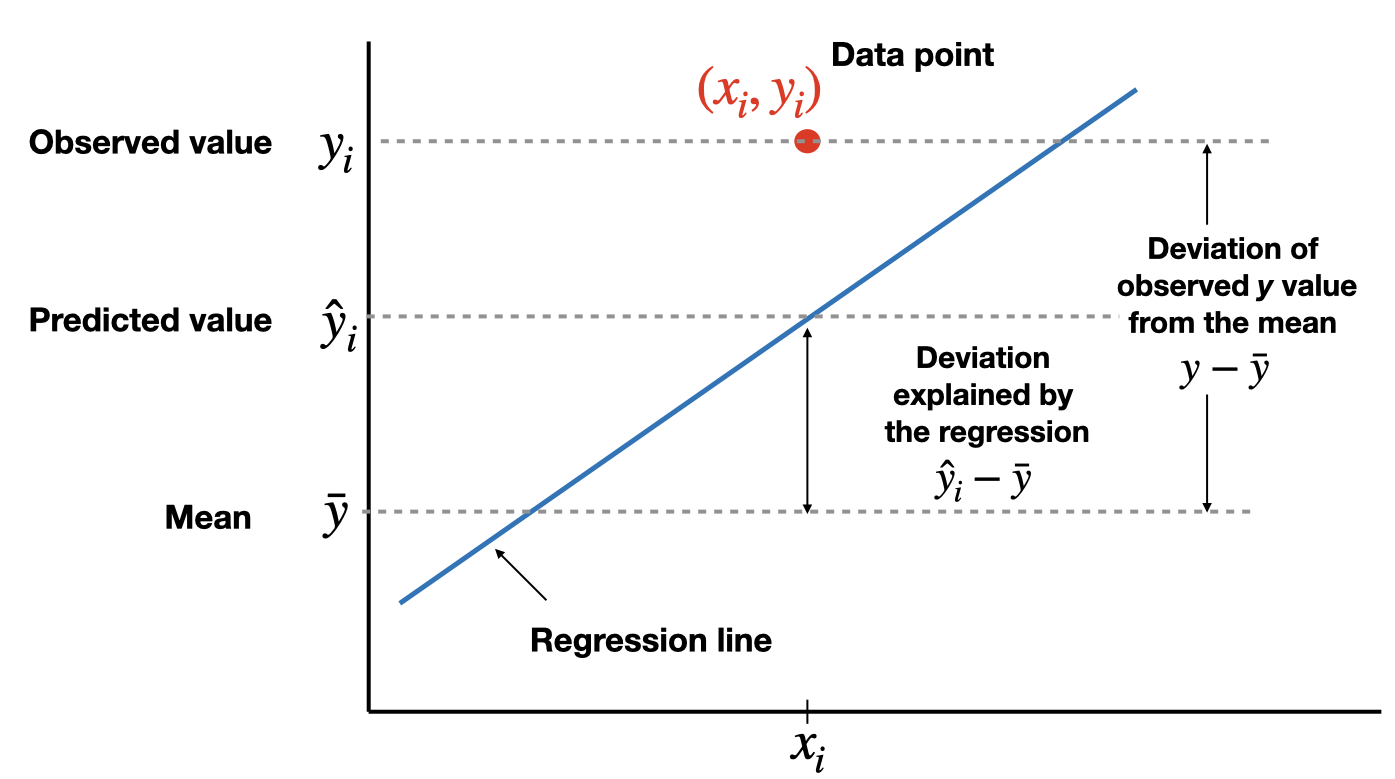 Data point
(xᵢ, yᵢ)
Observed value yᵢ
Deviation of
observed y value
from the mean
y − ȳ
Predicted value ŷᵢ
Deviation
explained by
the regression
ŷᵢ − ȳ
Mean ȳ
Regression line
xᵢ